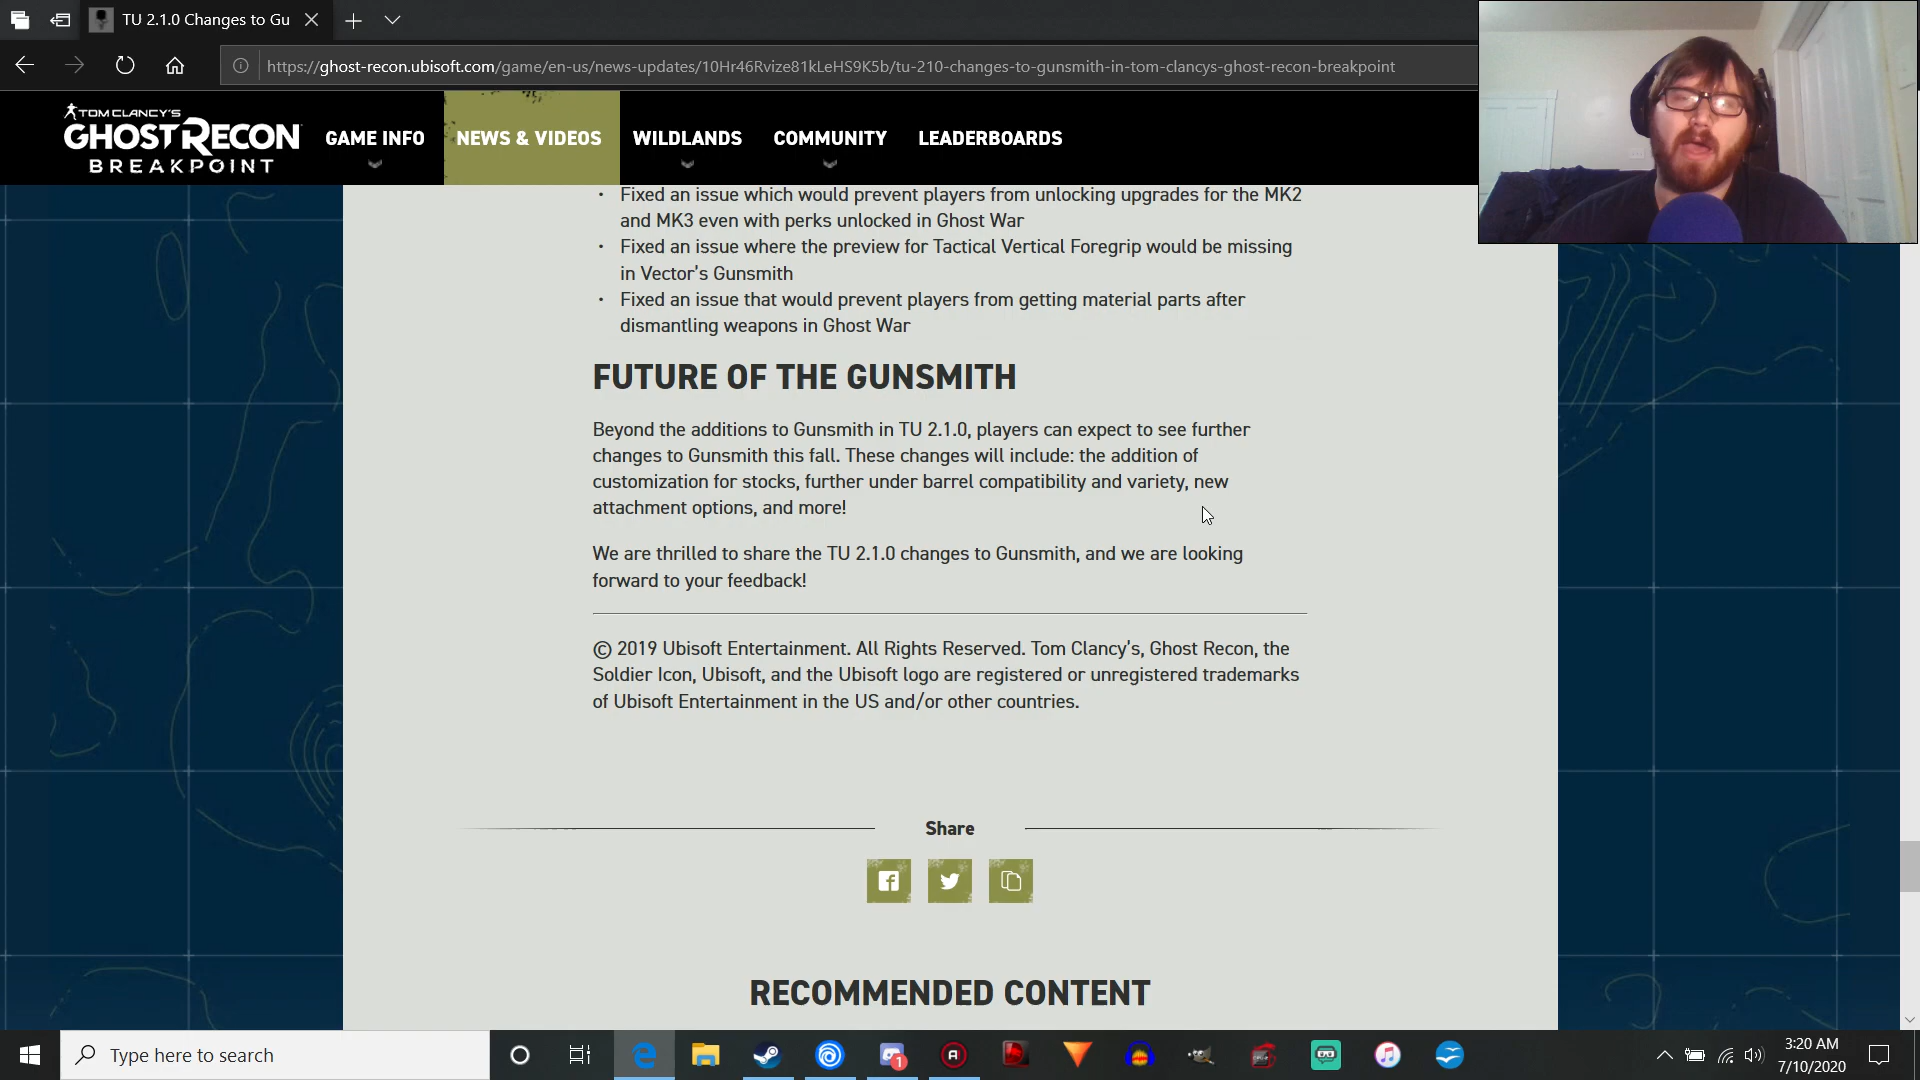 TU 2.1.0 Changes to Gu
https://ghost-recon.ubisoft.com/game/en-us/news-updates/10Hr46Rvize81kLeHS9K5b/tu-210-changes-to-gunsmith-in-tom-clancys-ghost-recon-breakpoint
TOM CLANCY'S
GHOST RECON
BREAKPOINT
GAME INFO
NEWS & VIDEOS
WILDLANDS
COMMUNITY
LEADERBOARDS
• Fixed an issue which would prevent players from unlocking upgrades for the MK2
and MK3 even with perks unlocked in Ghost War
• Fixed an issue where the preview for Tactical Vertical Foregrip would be missing
in Vector's Gunsmith
• Fixed an issue that would prevent players from getting material parts after
dismantling weapons in Ghost War
FUTURE OF THE GUNSMITH
Beyond the additions to Gunsmith in TU 2.1.0, players can expect to see further
changes to Gunsmith this fall. These changes will include: the addition of
customization for stocks, further under barrel compatibility and variety, new
attachment options, and more!
We are thrilled to share the TU 2.1.0 changes to Gunsmith, and we are looking
forward to your feedback!
© 2019 Ubisoft Entertainment. All Rights Reserved. Tom Clancy's, Ghost Recon, the
Soldier Icon, Ubisoft, and the Ubisoft logo are registered or unregistered trademarks
of Ubisoft Entertainment in the US and/or other countries.
Share
RECOMMENDED CONTENT
Type here to search
1
3:20 AM
7/10/2020